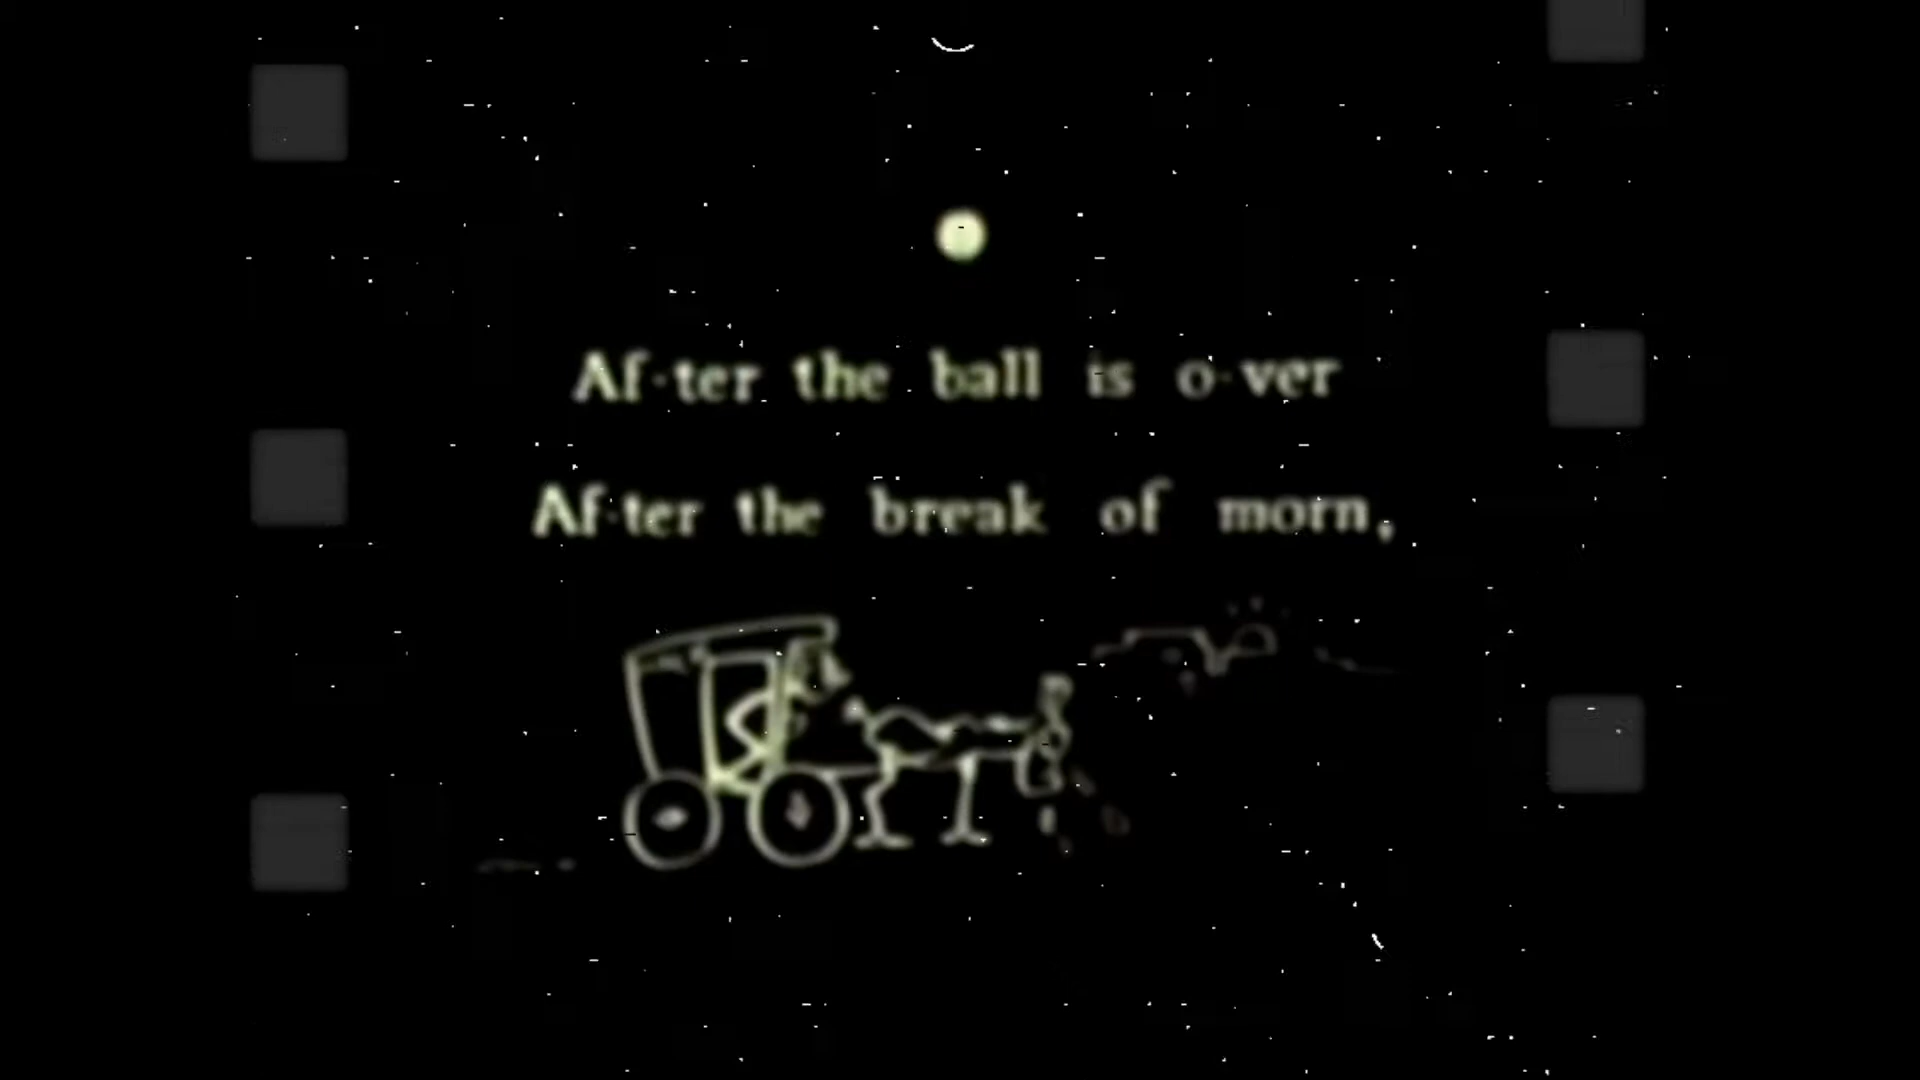 Af-ter the ball is o-ver
Af-ter the break of morn,